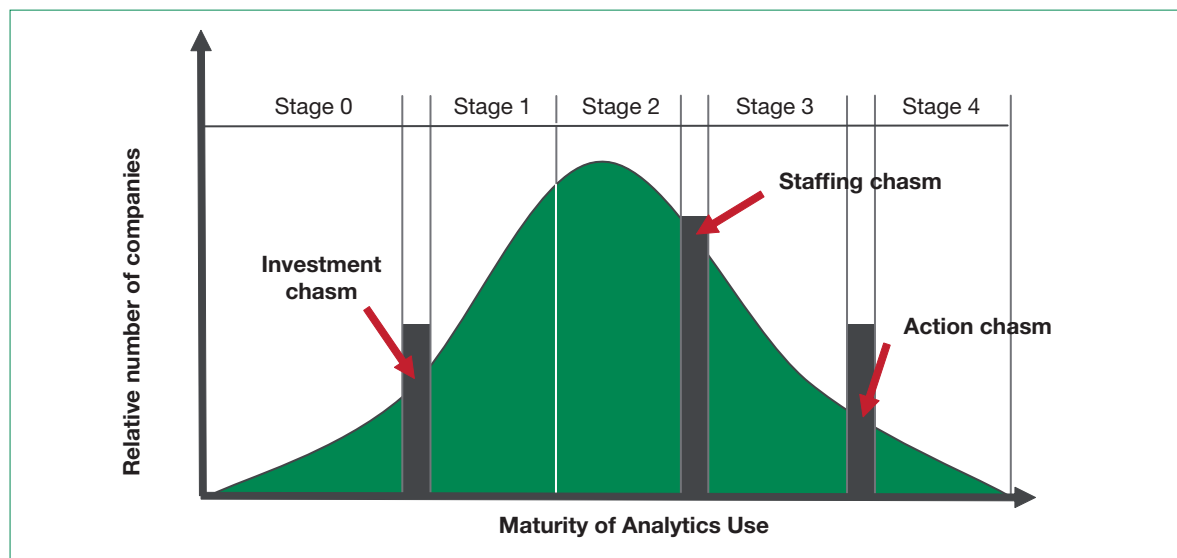 Stage 0
Stage 1
Stage 2
Stage 3
Stage 4
Staffing chasm
Investment
chasm
Action chasm
Relative number of companies
Maturity of Analytics Use